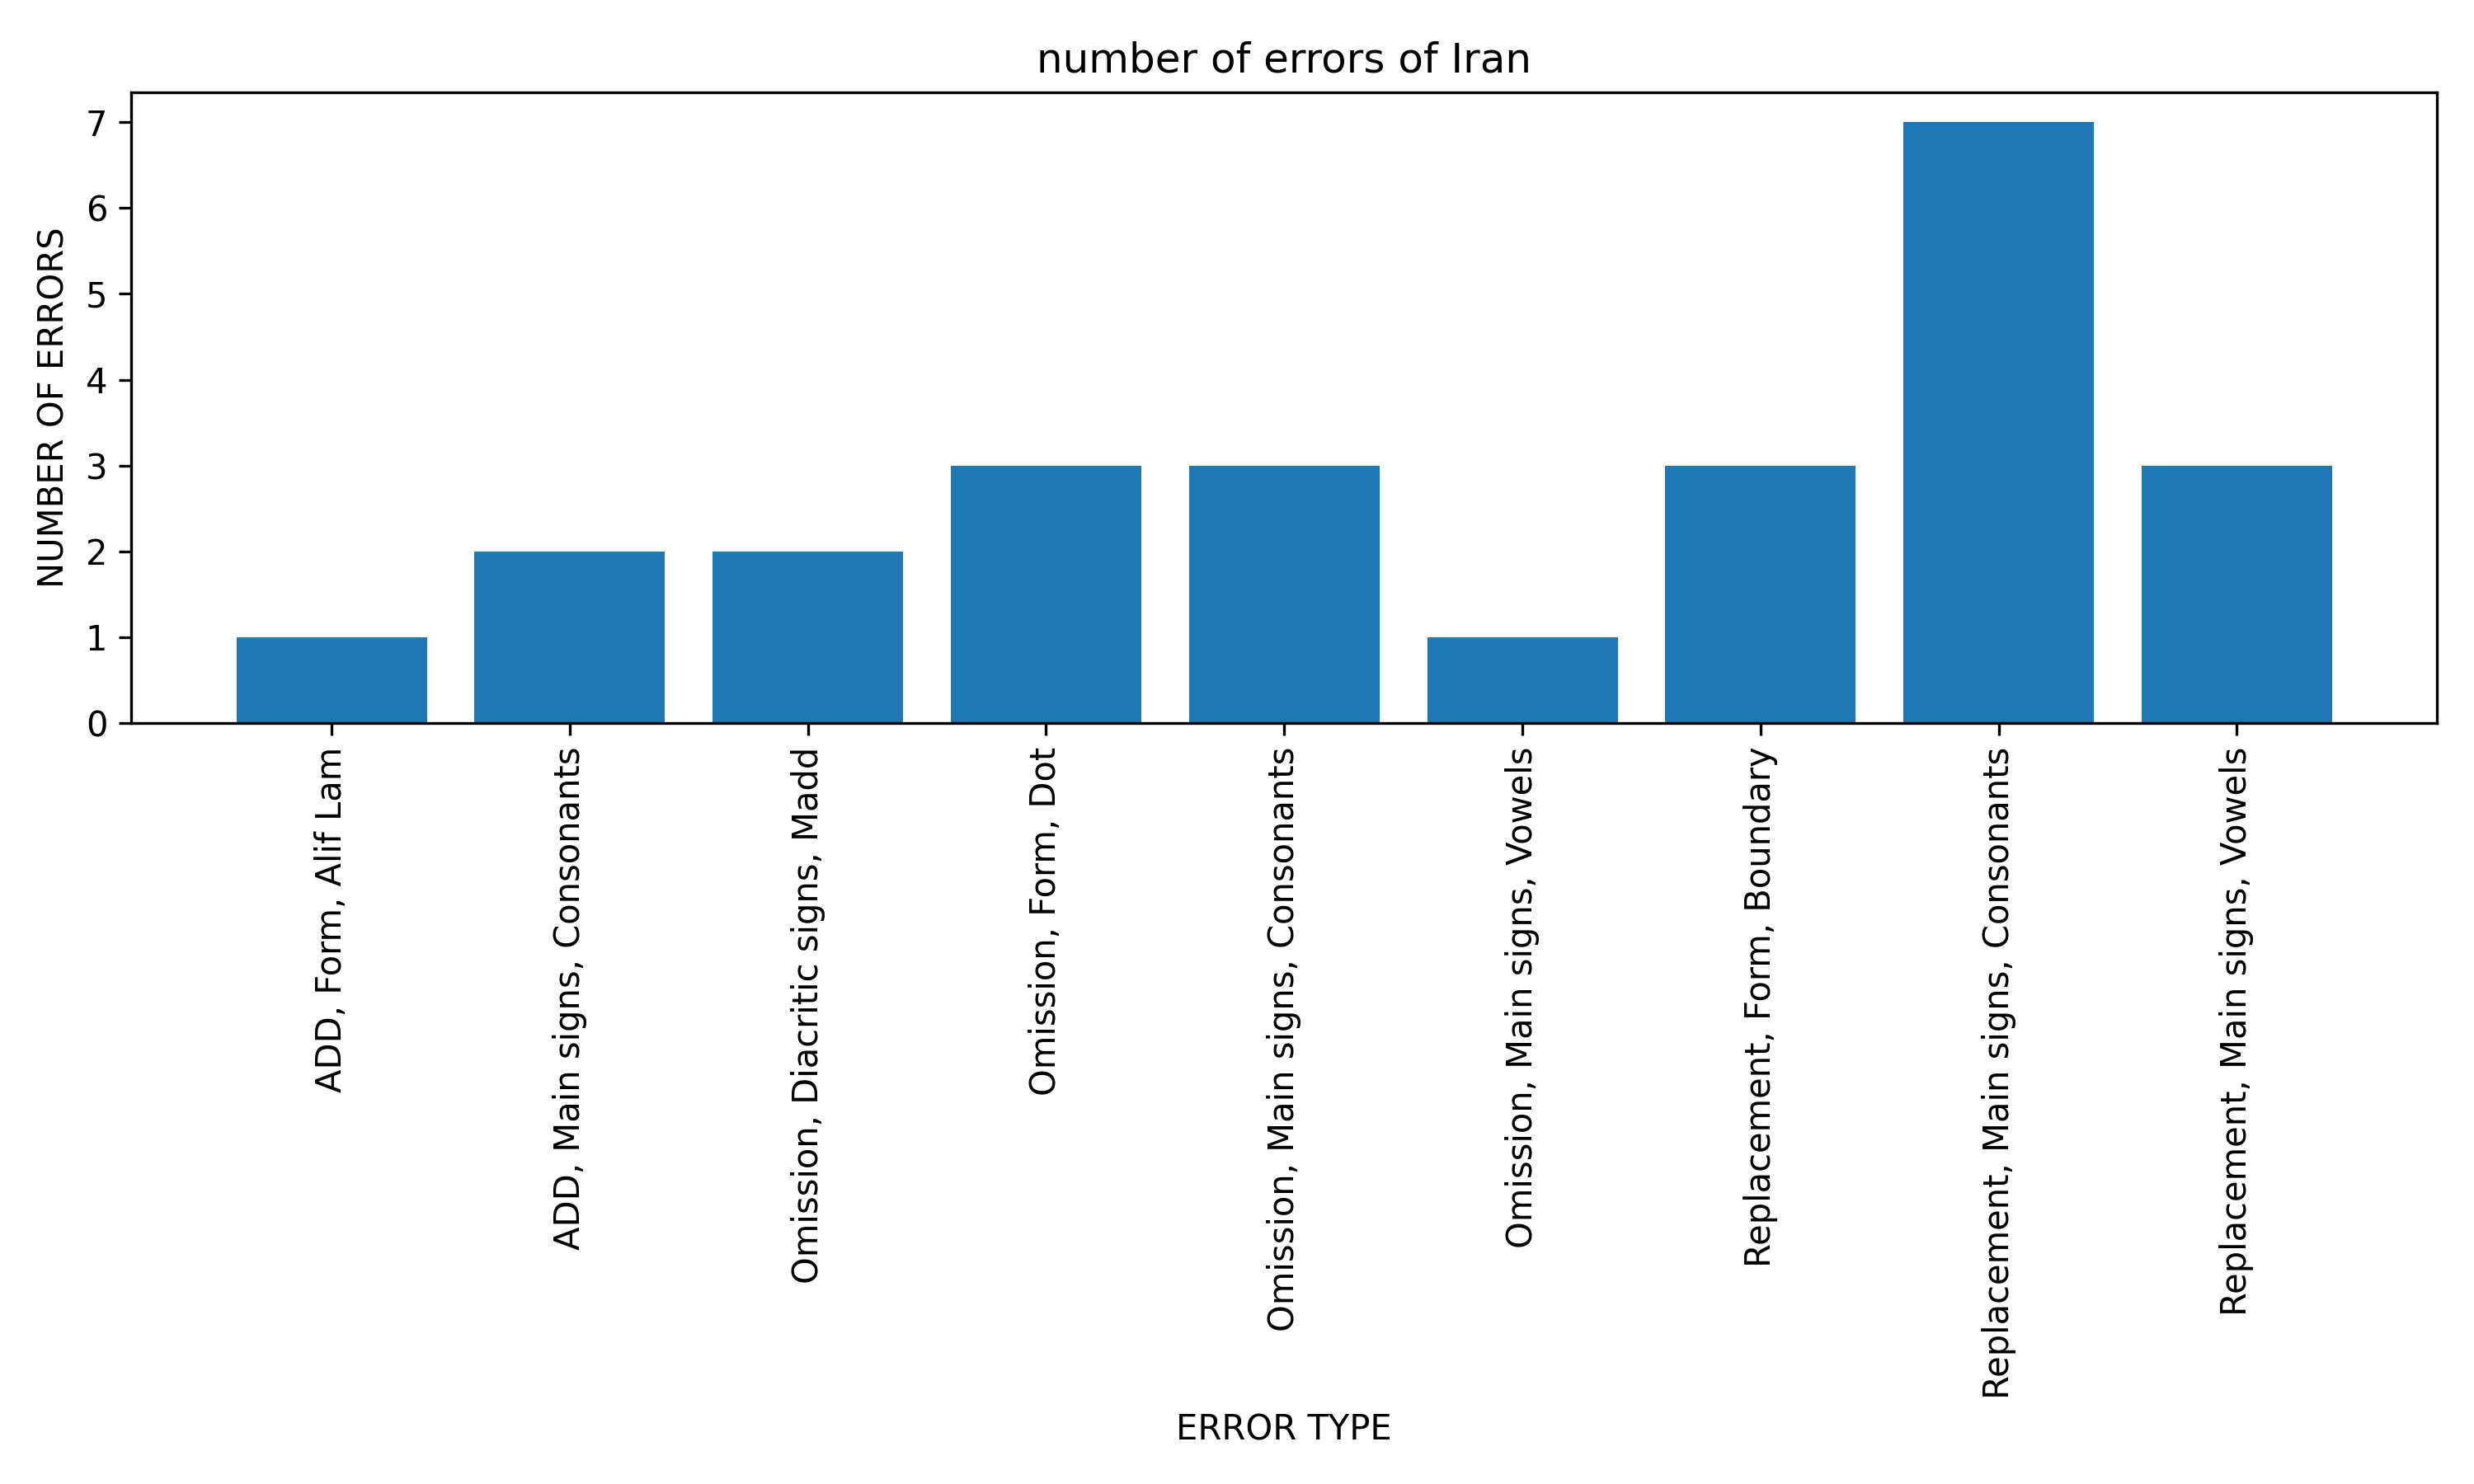 number of errors of Iran
NUMBER OF ERRORS
7
6
5
4
3
2
1
0
ADD, Form, Alif Lam
ADD, Main signs, Consonants
Omission, Diacritic signs, Madd
Omission, Form, Dot
Omission, Main signs, Consonants
Omission, Main signs, Vowels
Replacement, Form, Boundary
Replacement, Main signs, Consonants
Replacement, Main signs, Vowels
ERROR TYPE